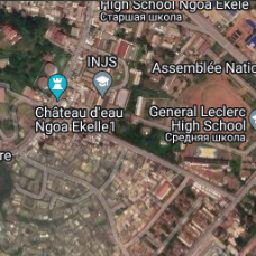 High School Ngoa Ekele
Старшая школа
INJS
Assemblée Natio
Château d'eau
Ngoa Ekelle1
General Leclerc
High School
Средняя школа
re